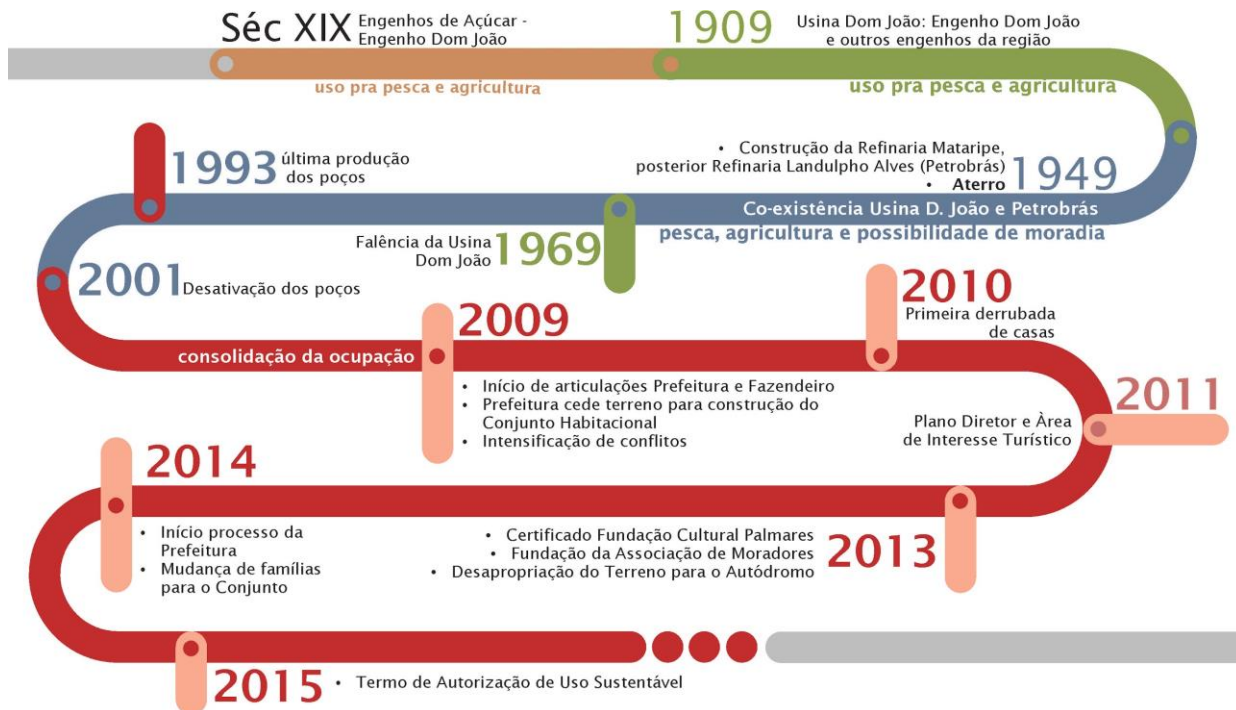 Séc XIX
Engenhos de Açúcar -
Engenho Dom João
uso pra pesca e agricultura
1909
Usina Dom João: Engenho Dom João
e outros engenhos da região
uso pra pesca e agricultura
• Construção da Refinaria Mataripe,
posterior Refinaria Landulpho Alves (Petrobrás)
• Aterro
1949
Co-existência Usina D. João e Petrobrás
pesca, agricultura e possibilidade de moradia
Falência da Usina
Dom João
1969
1993
última produção
dos poços
2001
Desativação dos poços
consolidação da ocupação
2009
• Início de articulações Prefeitura e Fazendeiro
• Prefeitura cede terreno para construção do
Conjunto Habitacional
• Intensificação de conflitos
2010
Primeira derrubada
de casas
2011
Plano Diretor e Àrea
de Interesse Turístico
• Certificado Fundação Cultural Palmares
• Fundação da Associação de Moradores
• Desapropriação do Terreno para o Autódromo
2013
2014
• Início processo da
Prefeitura
• Mudança de famílias
para o Conjunto
2015
• Termo de Autorização de Uso Sustentável